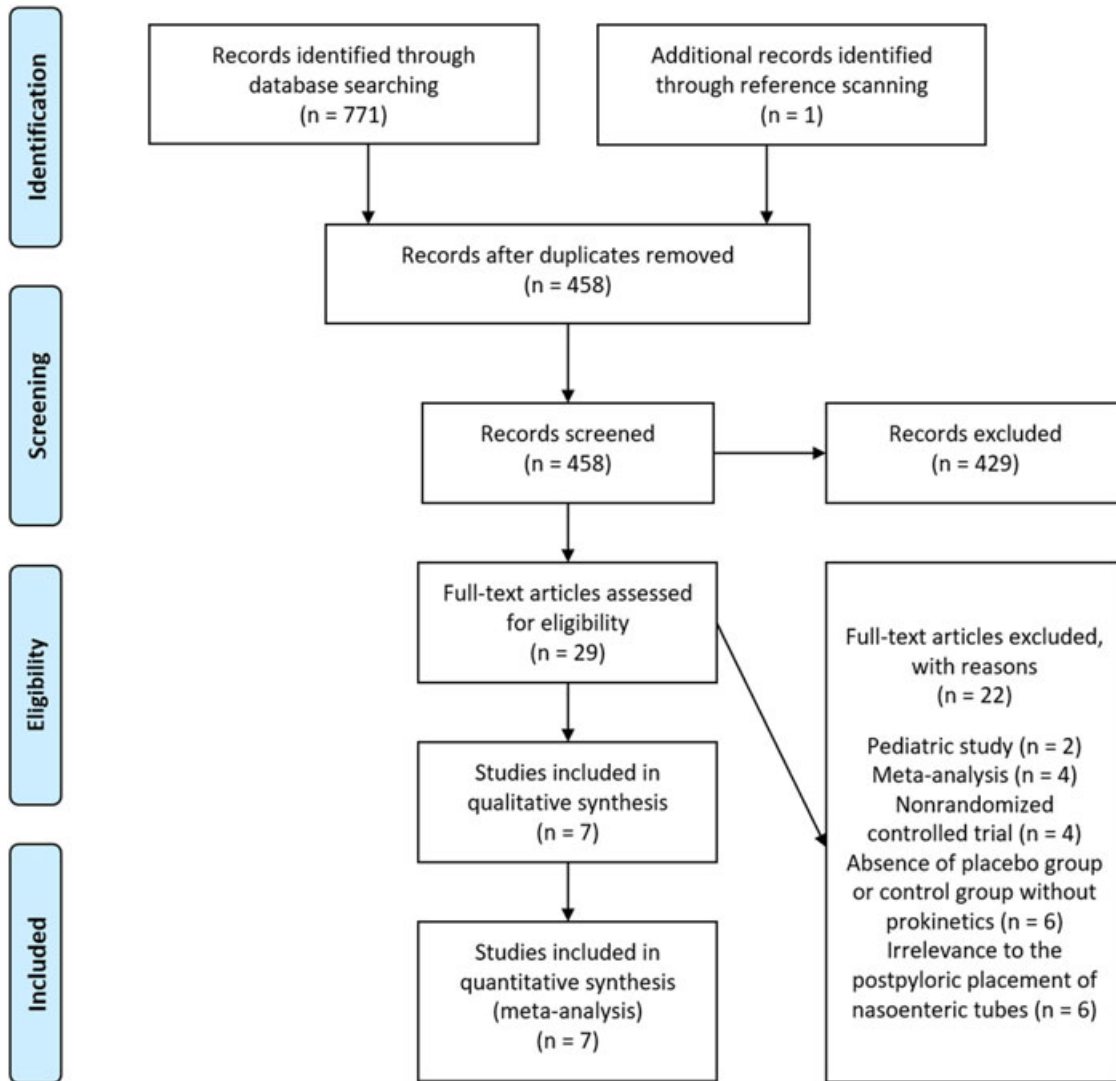 Identification
Records identified through
database searching
(n = 771)
Additional records identified
through reference scanning
(n = 1)
Records after duplicates removed
(n = 458)
Screening
Records screened
(n = 458)
Records excluded
(n = 429)
Eligibility
Full-text articles assessed
for eligibility
(n = 29)
Full-text articles excluded,
with reasons
(n = 22)
Pediatric study (n = 2)
Meta-analysis (n = 4)
Nonrandomized
controlled trial (n = 4)
Absence of placebo group
or control group without
prokinetics (n = 6)
Irrelevance to the
postpyloric placement of
nasoenteric tubes (n = 6)
Studies included in
qualitative synthesis
(n = 7)
Included
Studies included in
quantitative synthesis
(meta-analysis)
(n = 7)